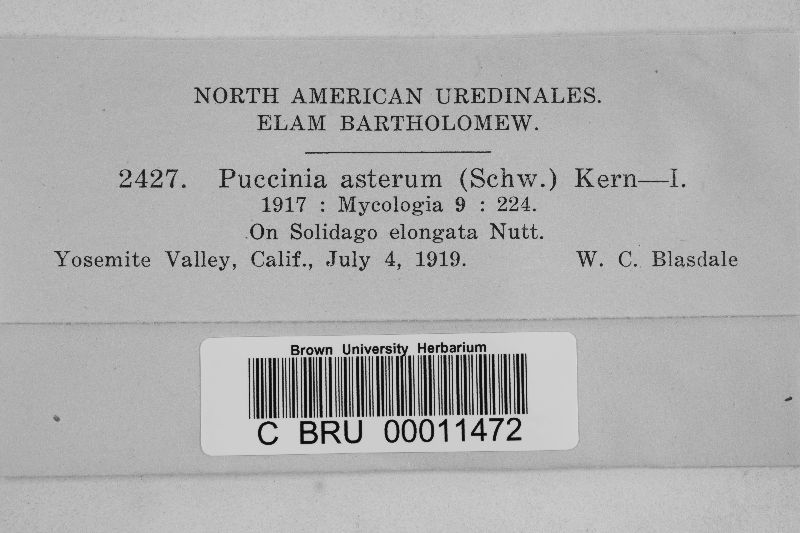 NORTH AMERICAN UREDINALES.
ELAM BARTHOLOMEW.
2427. Puccinia asterum (Schw.) Kern—I.
1917 : Mycologia 9 : 224.
On Solidago elongata Nutt.
Yosemite Valley, Calif., July 4, 1919. W. C. Blasdale
Brown University Herbarium
C BRU 00011472